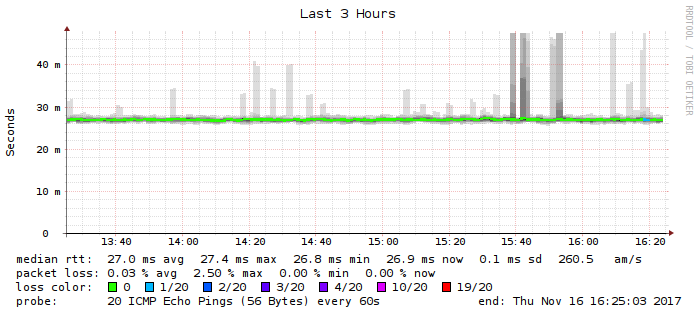 Last 3 Hours
RRDTOOL / TOBI OETIKER
Seconds
40 m
30 m
20 m
10 m
0
13:40 14:00 14:20 14:40 15:00 15:20 15:40 16:00 16:20
median rtt: 27.0 ms avg 27.4 ms max 26.8 ms min 26.9 ms now 0.1 ms sd 260.5 am/s
packet loss: 0.03 % avg 2.50 % max 0.00 % min 0.00 % now
loss color: 0 1/20 2/20 3/20 4/20 10/20 19/20
probe: 20 ICMP Echo Pings (56 Bytes) every 60s end: Thu Nov 16 16:25:03 2017